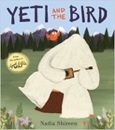 YETI AND THE BIRD
Nadia Shireen